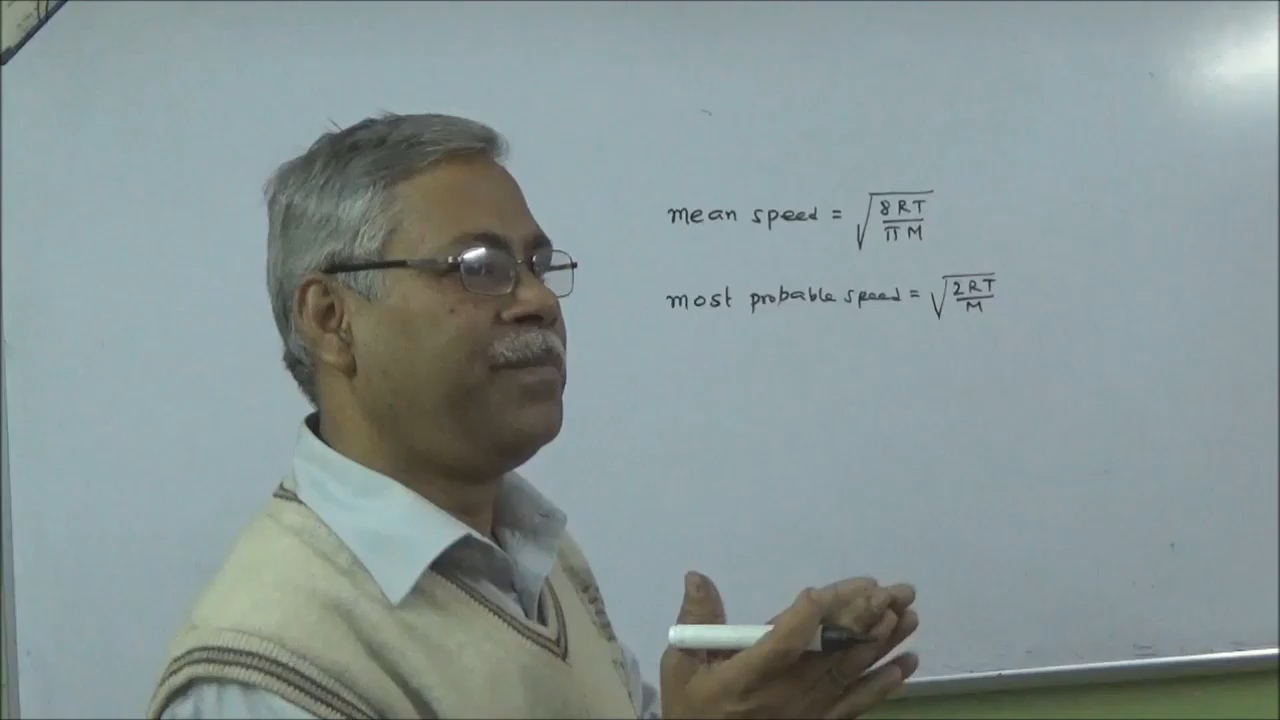 mean speed = √(8RT/ΠM)
most probable speed = √(2RT/M)